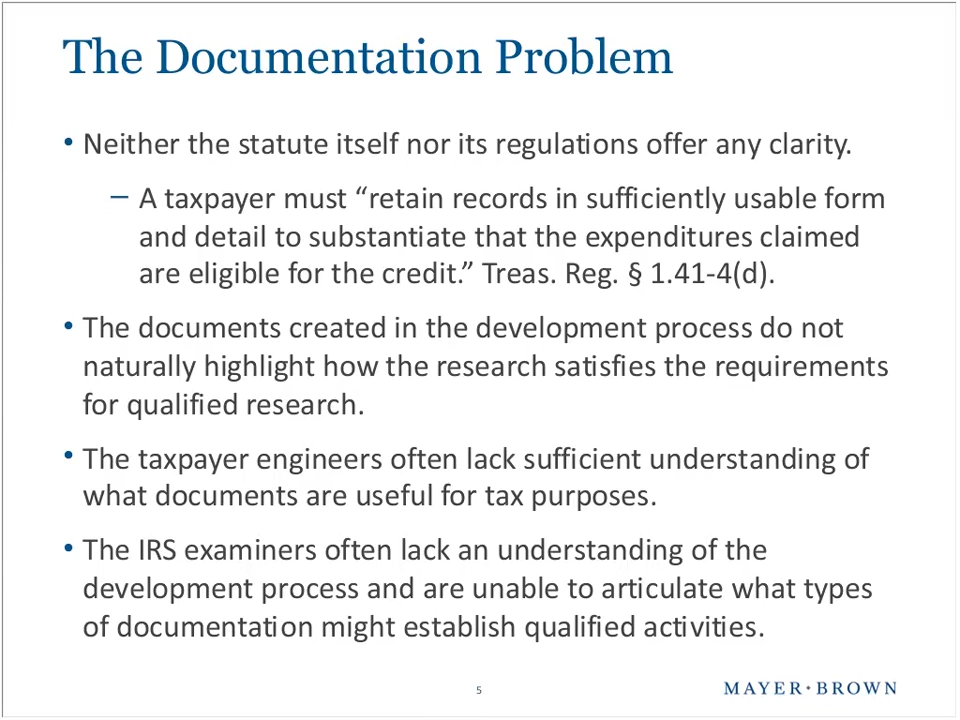 The Documentation Problem
• Neither the statute itself nor its regulations offer any clarity.
– A taxpayer must “retain records in sufficiently usable form
and detail to substantiate that the expenditures claimed
are eligible for the credit.” Treas. Reg. § 1.41-4(d).
• The documents created in the development process do not
naturally highlight how the research satisfies the requirements
for qualified research.
• The taxpayer engineers often lack sufficient understanding of
what documents are useful for tax purposes.
• The IRS examiners often lack an understanding of the
development process and are unable to articulate what types
of documentation might establish qualified activities.
5
MAYER • BROWN